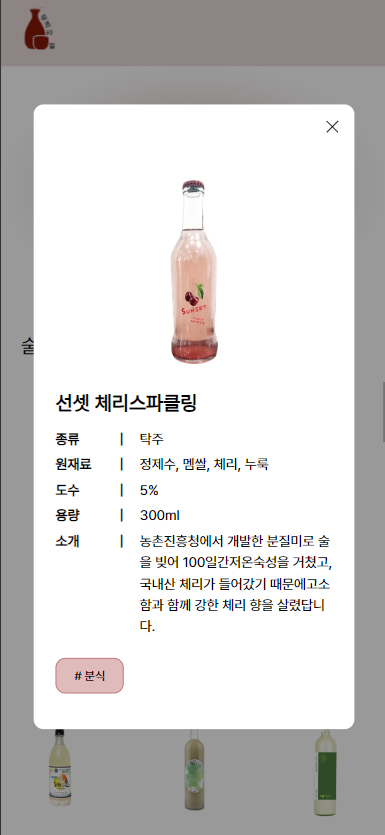 술
SUNSET
선셋 체리스파클링
종류 | 탁주
원재료 | 정제수, 멥쌀, 체리, 누룩
도수 | 5%
용량 | 300ml
소개 | 농촌진흥청에서 개발한 분질미로 술
을 빚어 100일간저온숙성을 거쳤고,
국내산 체리가 들어갔기 때문에고소
함과 함께 강한 체리 향을 살렸답니
다.
# 분식